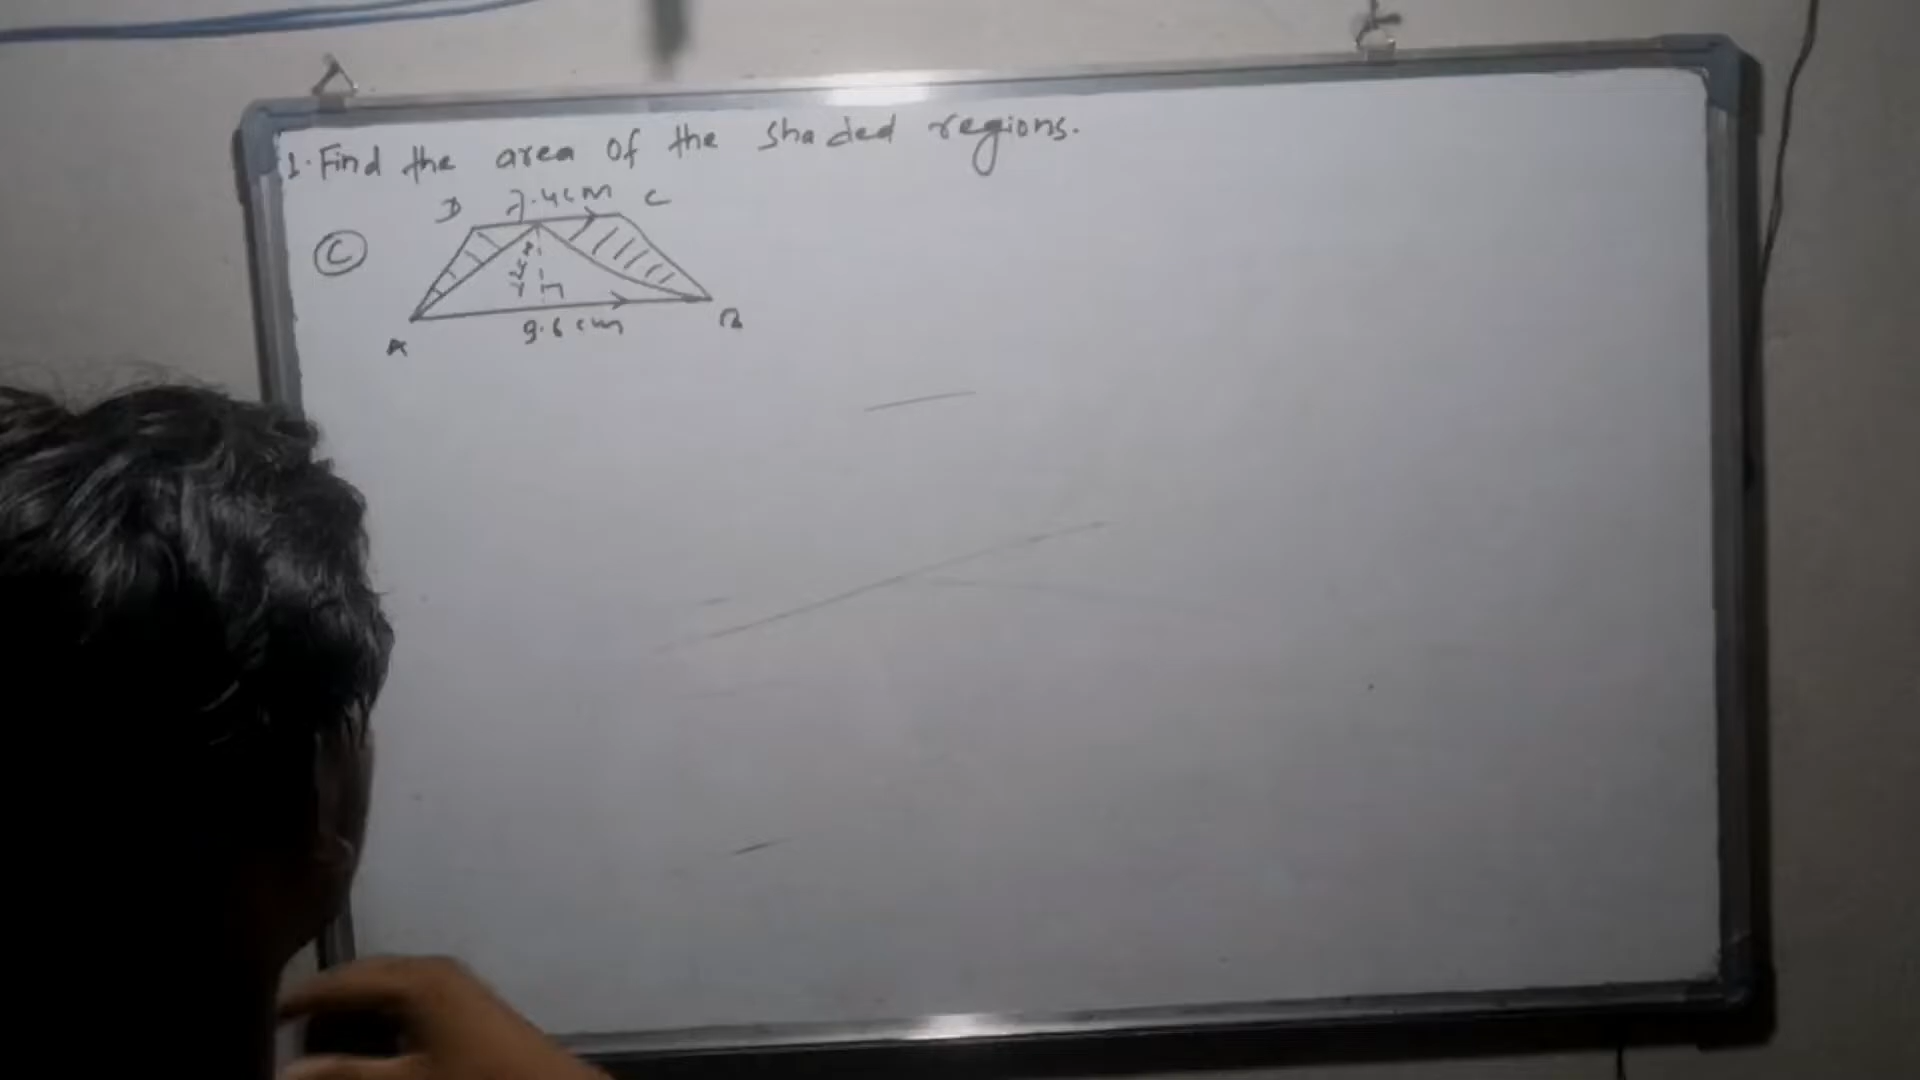 1. Find the area of the shaded regions.
D 7.4cm C
C
9.6 cm
A B